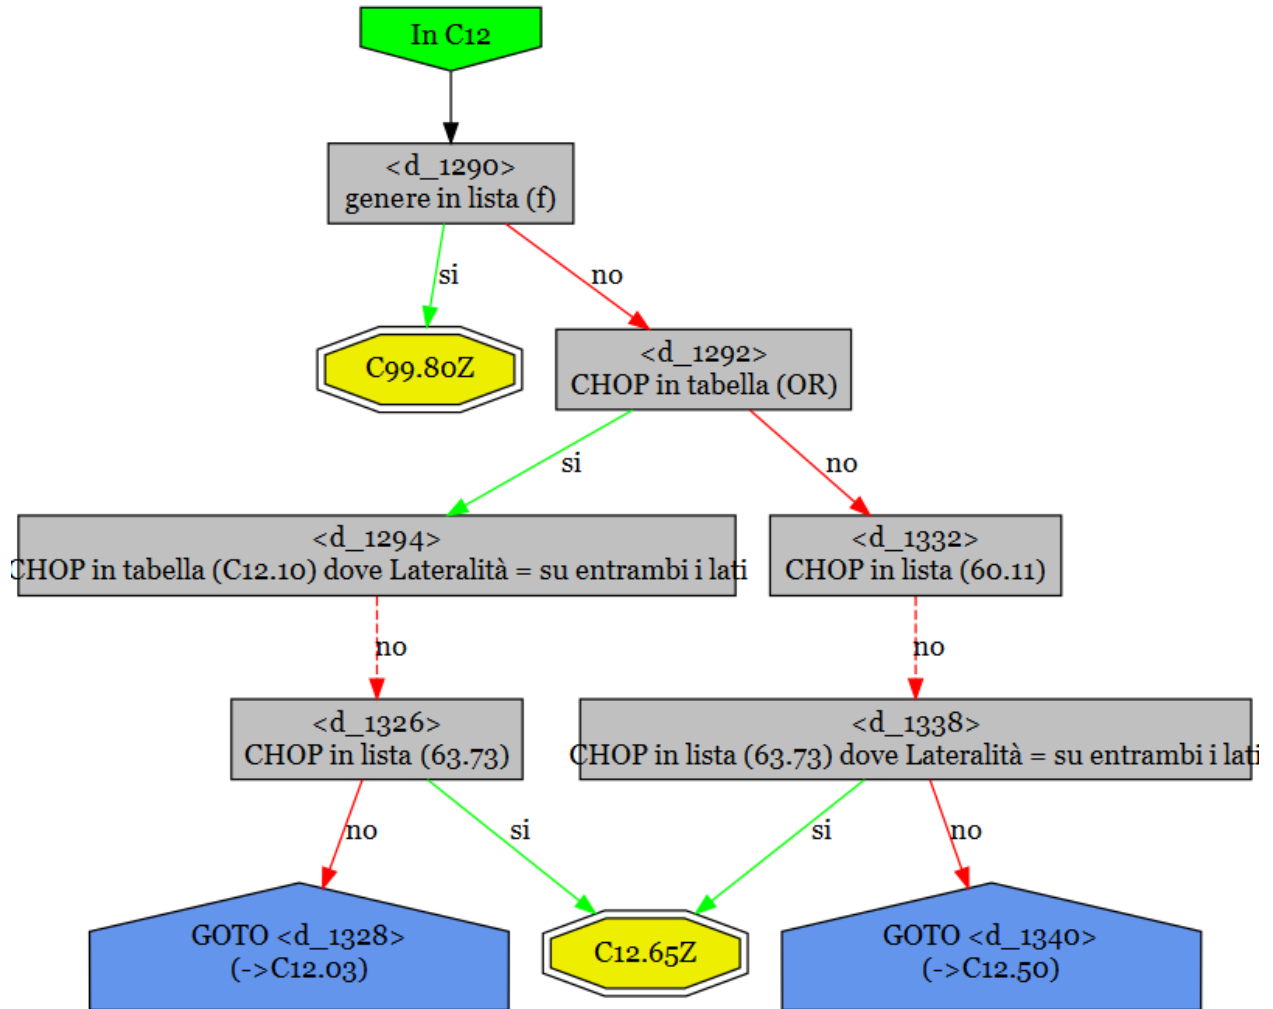 In C12
<d_1290>
genere in lista (f)
si
no
C99.80Z
<d_1292>
CHOP in tabella (OR)
si
no
<d_1294>
CHOP in tabella (C12.10) dove Lateralità = su entrambi i lati
<d_1332>
CHOP in lista (60.11)
no
no
<d_1326>
CHOP in lista (63.73)
<d_1338>
CHOP in lista (63.73) dove Lateralità = su entrambi i lati
no
si
si
no
GOTO <d_1328>
(->C12.03)
C12.65Z
GOTO <d_1340>
(->C12.50)